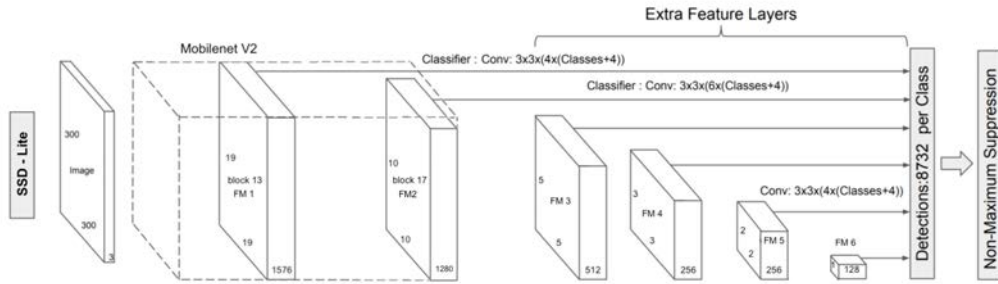 Extra Feature Layers
Mobilenet V2
Classifier : Conv: 3x3x(4x(Classes+4))
Classifier : Conv: 3x3x(6x(Classes+4))
SSD - Lite
300
Image
300
3
19
block 13
FM 1
19
1576
10
block 17
FM2
10
1280
5
FM 3
5
512
3
FM 4
3
256
Conv: 3x3x(4x(Classes+4))
2
FM 5
2
256
FM 6
128
Detections:8732 per Class
Non-Maximum Suppression